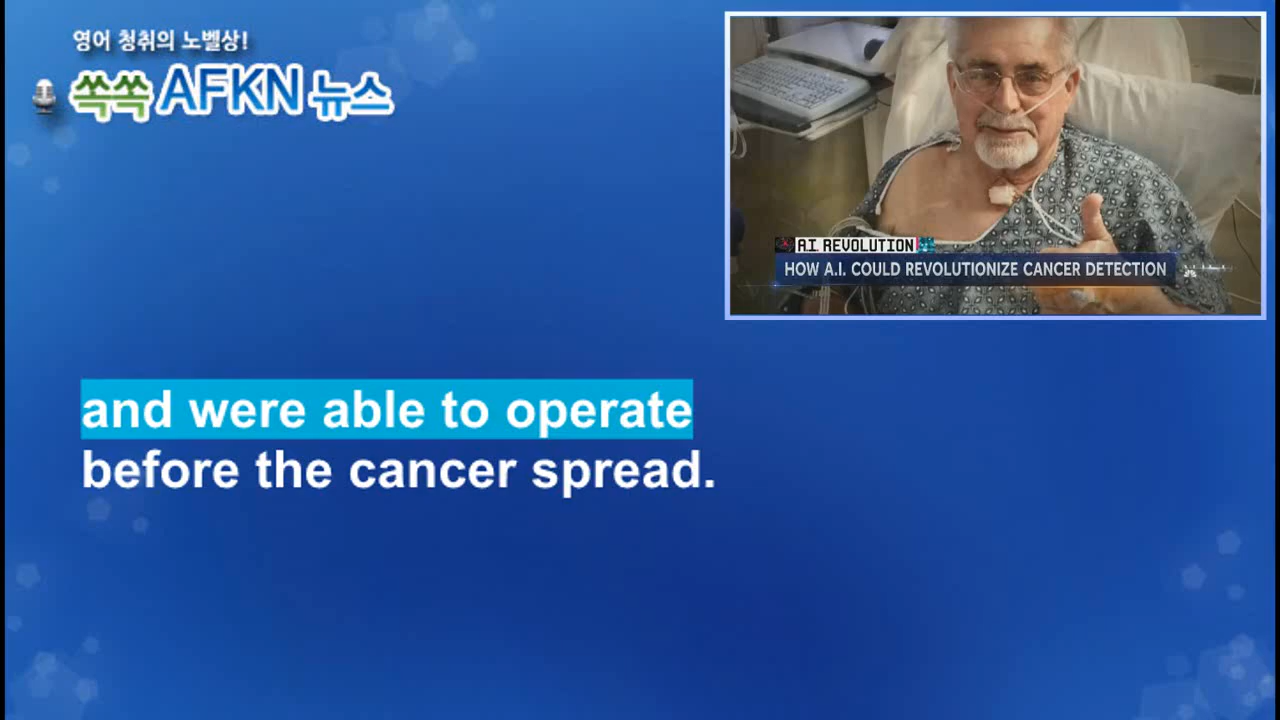 영어 청취의 노벨상!
쏙쏙 AFKN 뉴스
A.I. REVOLUTION
HOW A.I. COULD REVOLUTIONIZE CANCER DETECTION
and were able to operate
before the cancer spread.